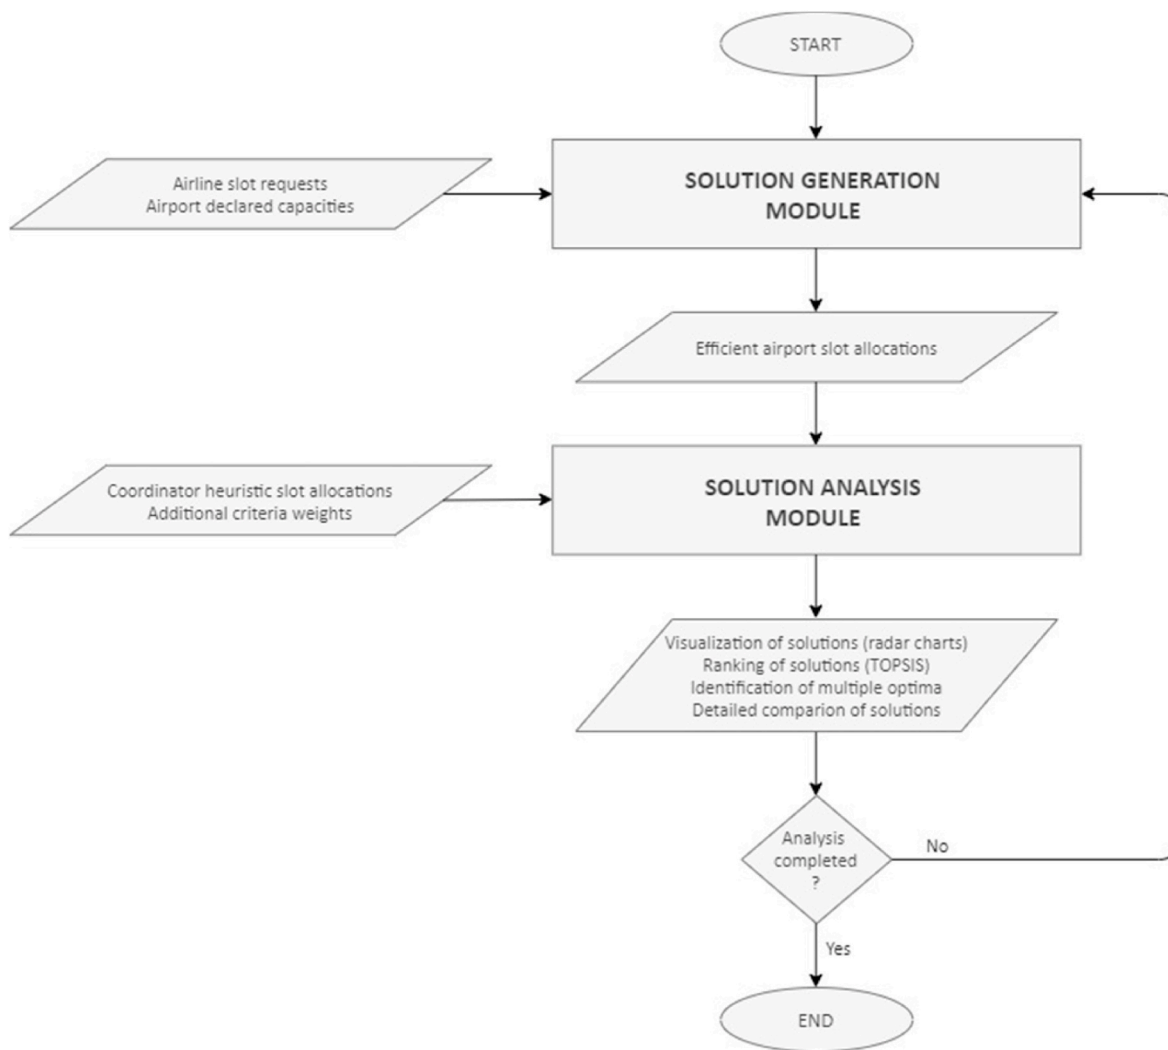 START
Airline slot requests
Airport declared capacities
SOLUTION GENERATION
MODULE
Efficient airport slot allocations
Coordinator heuristic slot allocations
Additional criteria weights
SOLUTION ANALYSIS
MODULE
Visualization of solutions (radar charts)
Ranking of solutions (TOPSIS)
Identification of multiple optima
Detailed comparion of solutions
Analysis
completed
?
No
Yes
END